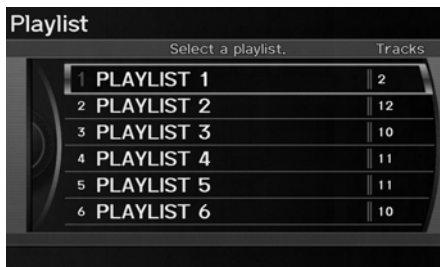 Playlist
Select a playlist. Tracks
1 PLAYLIST 1 2
2 PLAYLIST 2 12
3 PLAYLIST 3 10
4 PLAYLIST 4 11
5 PLAYLIST 5 11
6 PLAYLIST 6 10